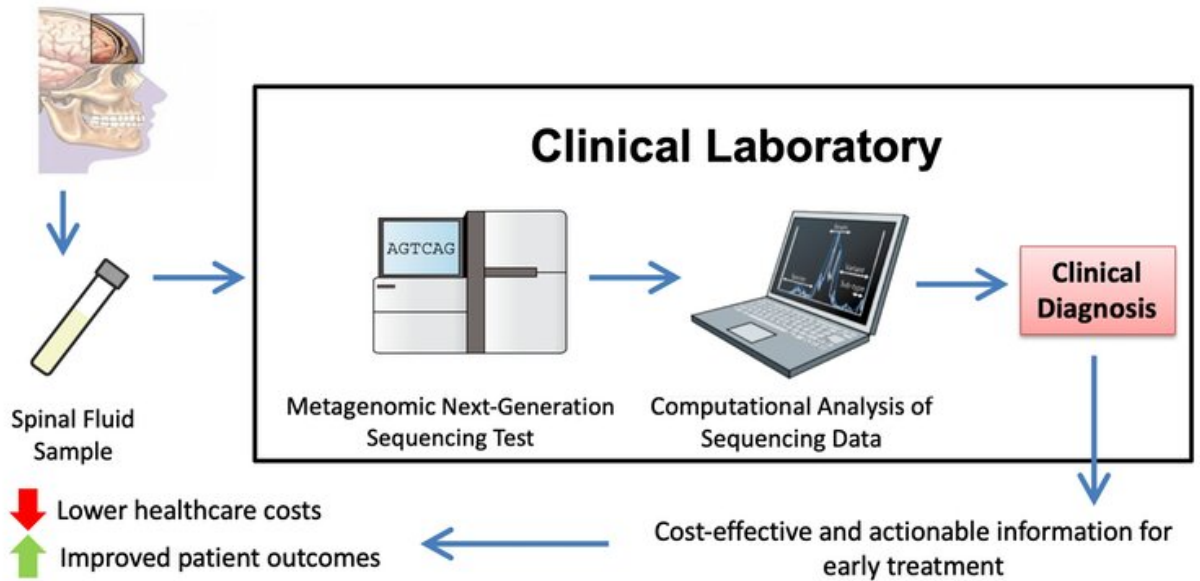 Clinical Laboratory
AGTCAG
Clinical
Diagnosis
Spinal Fluid
Sample
Metagenomic Next-Generation
Sequencing Test
Computational Analysis of
Sequencing Data
Lower healthcare costs
Improved patient outcomes
Cost-effective and actionable information for
early treatment